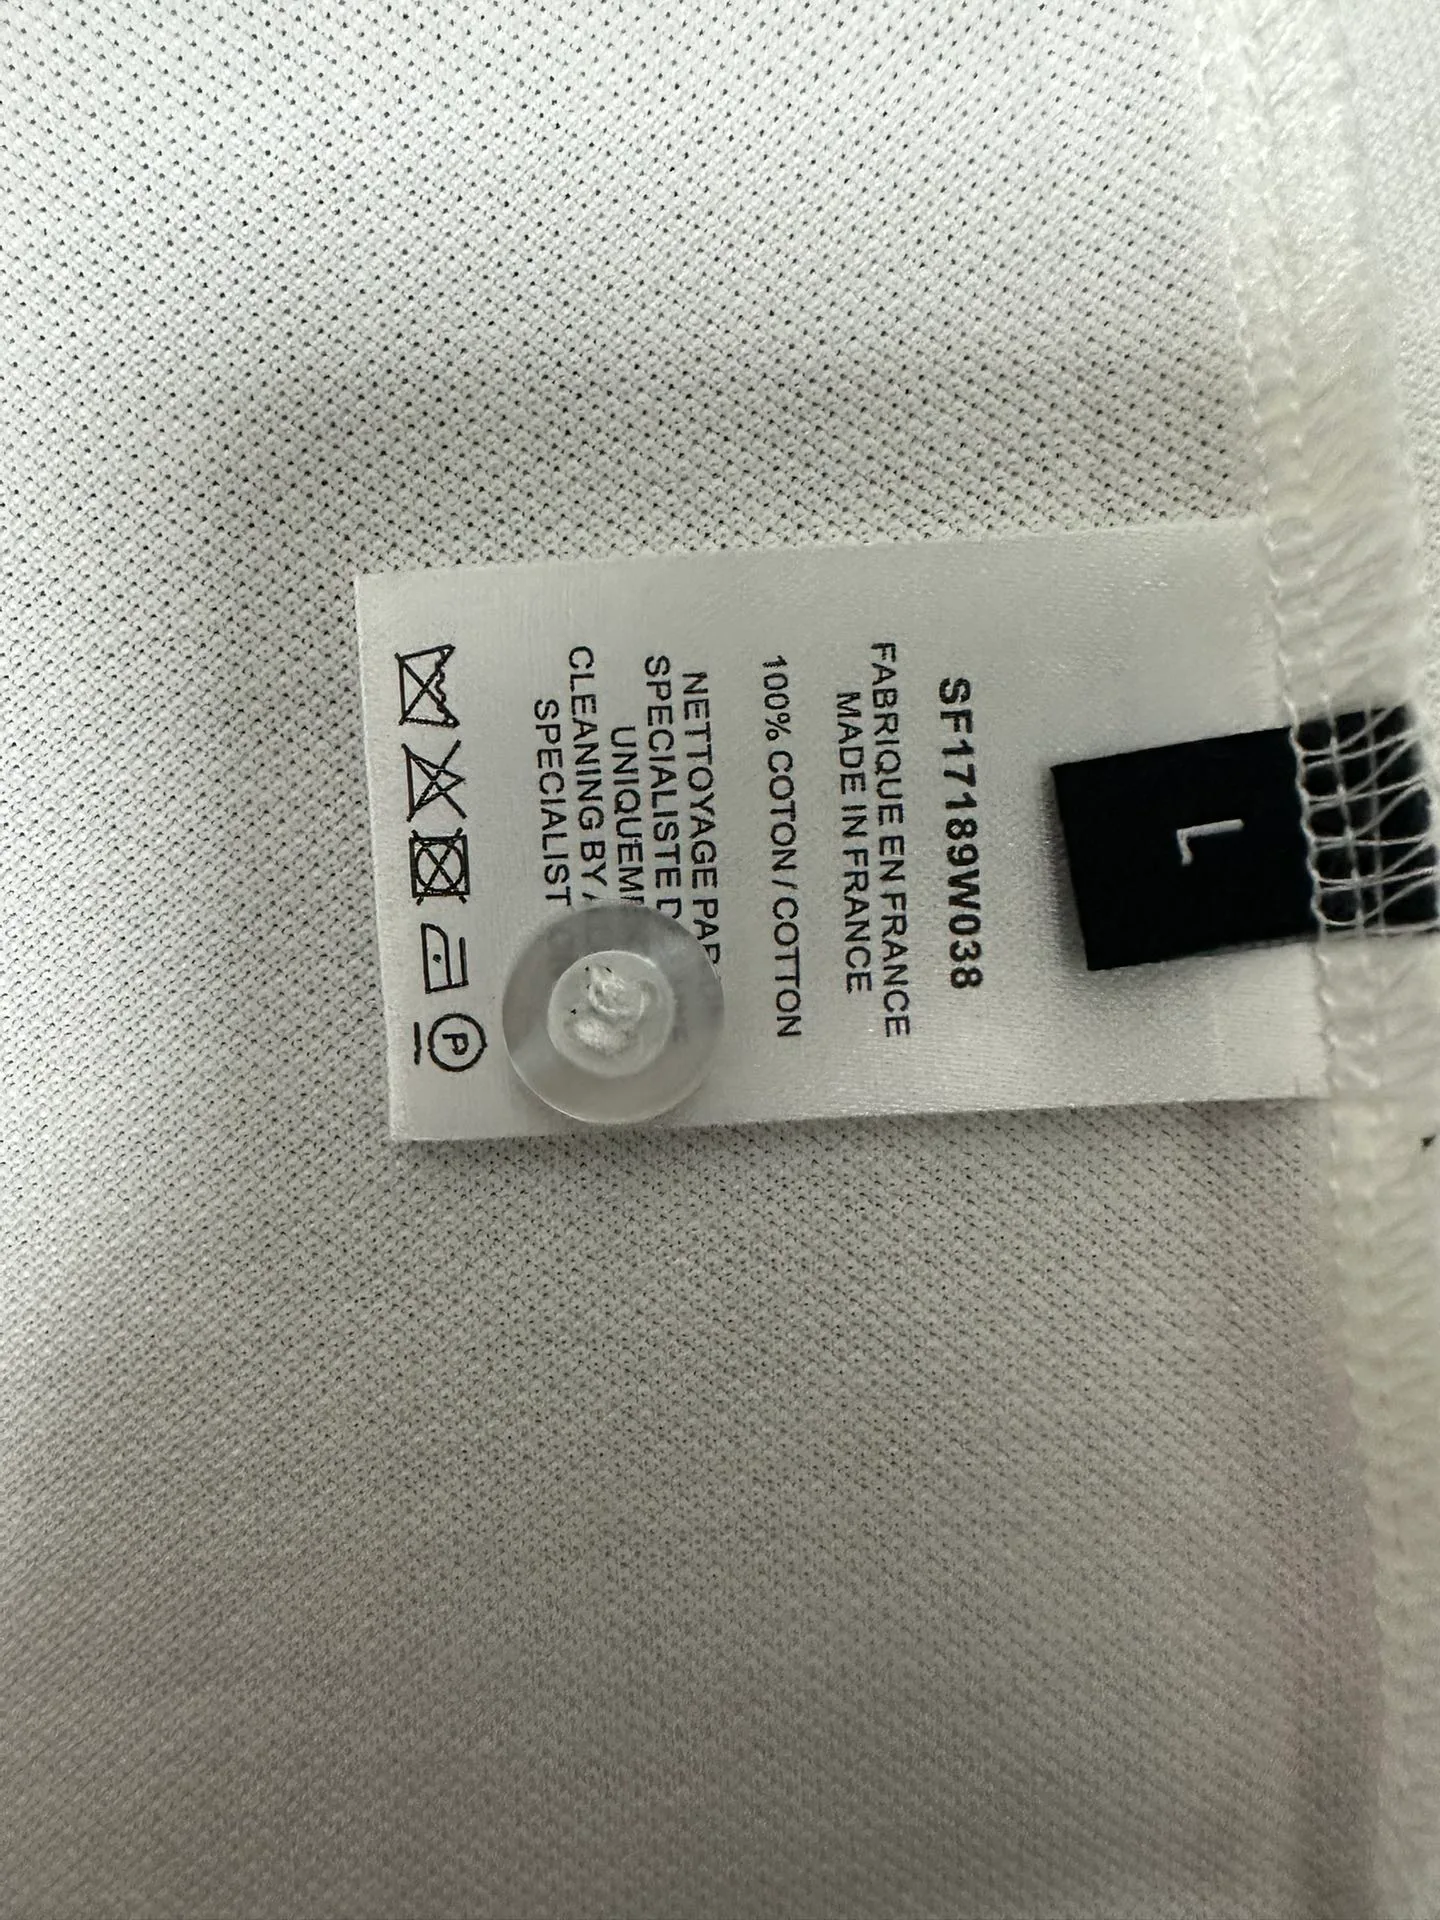 L
SF17189W038
FABRIQUE EN FRANCE
MADE IN FRANCE
100% COTON / COTTON
NETTOYAGE PAR
SPECIALISTE
CLEANING BY
SPECIALIST
P